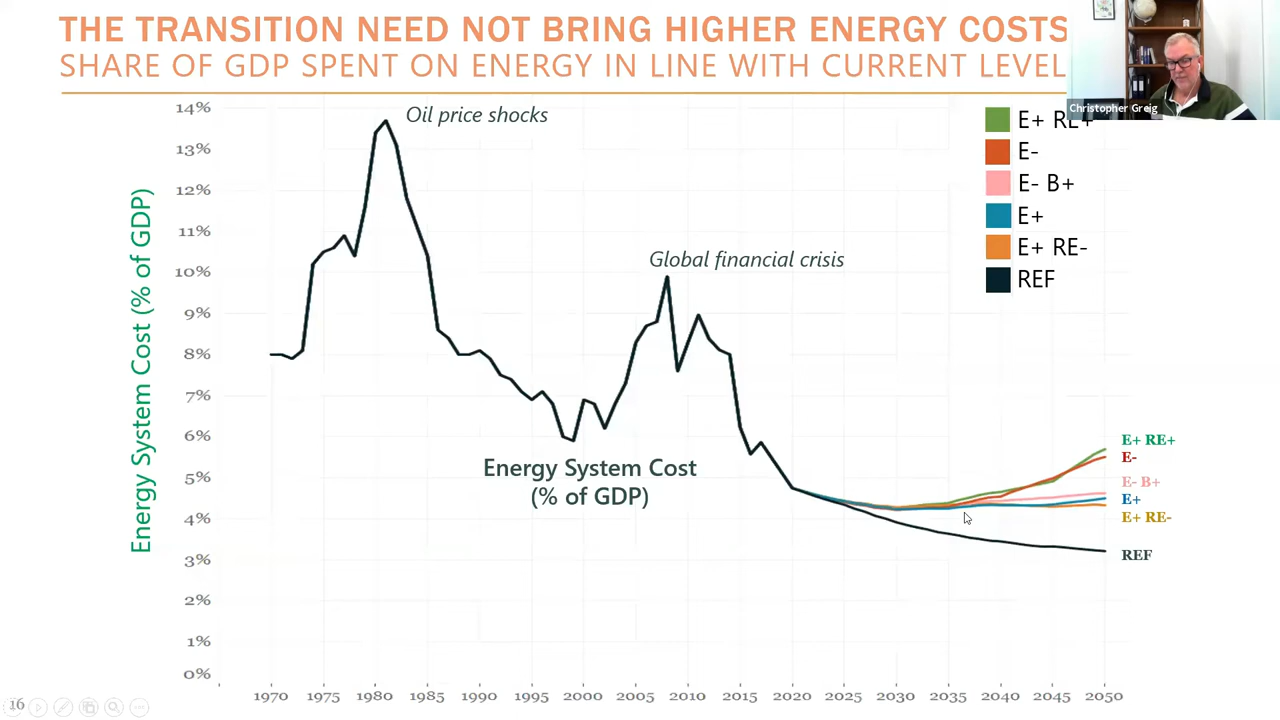 THE TRANSITION NEED NOT BRING HIGHER ENERGY COSTS
SHARE OF GDP SPENT ON ENERGY IN LINE WITH CURRENT LEVEL
Christopher Greig
Energy System Cost (% of GDP)
14%
13%
12%
11%
10%
9%
8%
7%
6%
5%
4%
3%
2%
1%
0%
Oil price shocks
Global financial crisis
Energy System Cost
(% of GDP)
E+ RE+
E-
E- B+
E+
E+ RE-
REF
E+ RE+
E-
E- B+
E+
E+ RE-
REF
1970 1975 1980 1985 1990 1995 2000 2005 2010 2015 2020 2025 2030 2035 2040 2045 2050
16